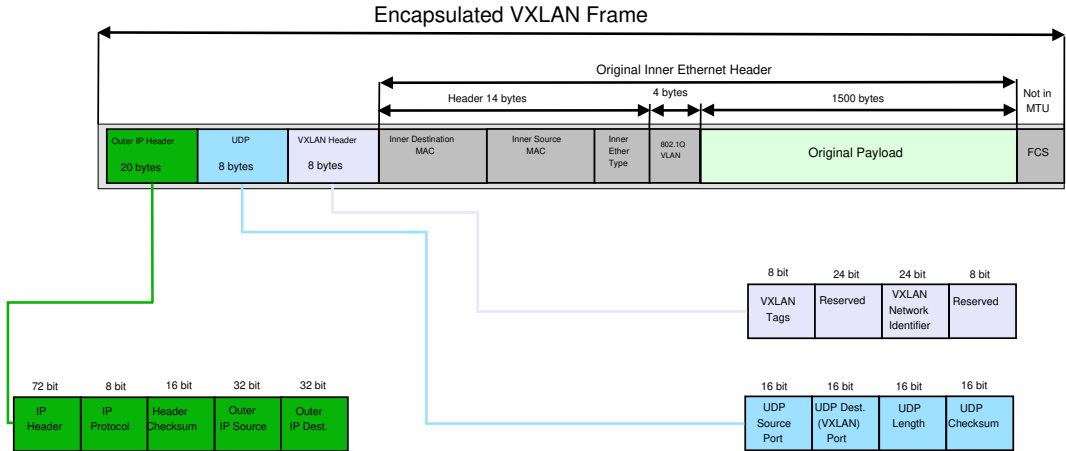 Encapsulated VXLAN Frame
Original Inner Ethernet Header
Not in
MTU
Header 14 bytes
4 bytes
1500 bytes
Outer IP Header
20 bytes
UDP
8 bytes
VXLAN Header
8 bytes
Inner Destination
MAC
Inner Source
MAC
Inner
Ether
Type
802.1Q
VLAN
Original Payload
FCS
8 bit
24 bit
24 bit
8 bit
VXLAN
Tags
Reserved
VXLAN
Network
Identifier
Reserved
72 bit
8 bit
16 bit
32 bit
32 bit
IP
Header
IP
Protocol
Header
Checksum
Outer
IP Source
Outer
IP Dest.
16 bit
16 bit
16 bit
16 bit
UDP
Source
Port
UDP Dest.
(VXLAN)
Port
UDP
Length
UDP
Checksum